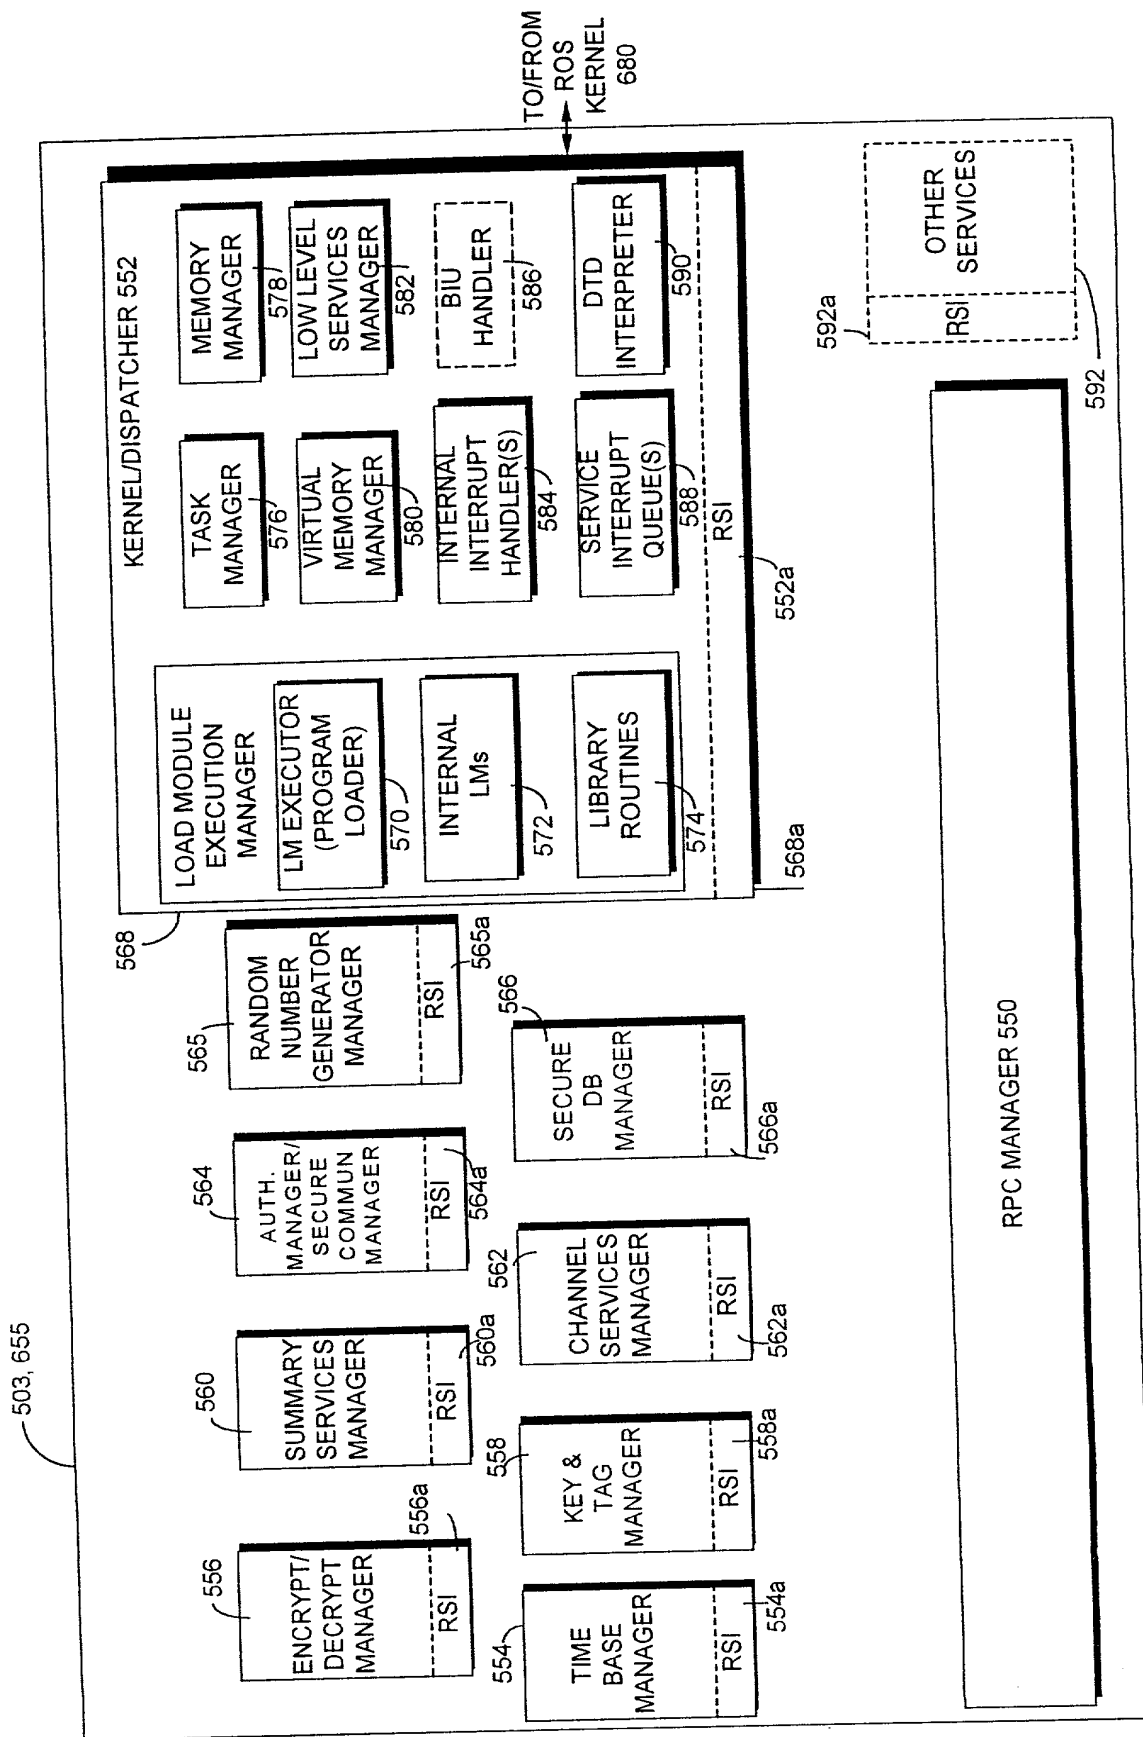 503, 655
KERNEL/DISPATCHER 552
TO/FROM
ROS
KERNEL
680
568
LOAD MODULE
EXECUTION
MANAGER
LM EXECUTOR
(PROGRAM
LOADER)
570
INTERNAL
LMs
572
LIBRARY
ROUTINES
574
TASK
MANAGER
576
MEMORY
MANAGER
578
VIRTUAL
MEMORY
MANAGER
580
LOW LEVEL
SERVICES
MANAGER
582
INTERNAL
INTERRUPT
HANDLER(S)
584
BIU
HANDLER
586
SERVICE
INTERRUPT
QUEUE(S)
588
DTD
INTERPRETER
590
RSI
552a
568a
556
ENCRYPT/
DECRYPT
MANAGER
RSI
556a
560
SUMMARY
SERVICES
MANAGER
RSI
560a
564
AUTH.
MANAGER/
SECURE
COMMUN
MANAGER
RSI
564a
565
RANDOM
NUMBER
GENERATOR
MANAGER
RSI
565a
554
TIME
BASE
MANAGER
RSI
554a
558
KEY &
TAG
MANAGER
RSI
558a
562
CHANNEL
SERVICES
MANAGER
RSI
562a
566
SECURE
DB
MANAGER
RSI
566a
592a
RSI
OTHER
SERVICES
592
RPC MANAGER 550